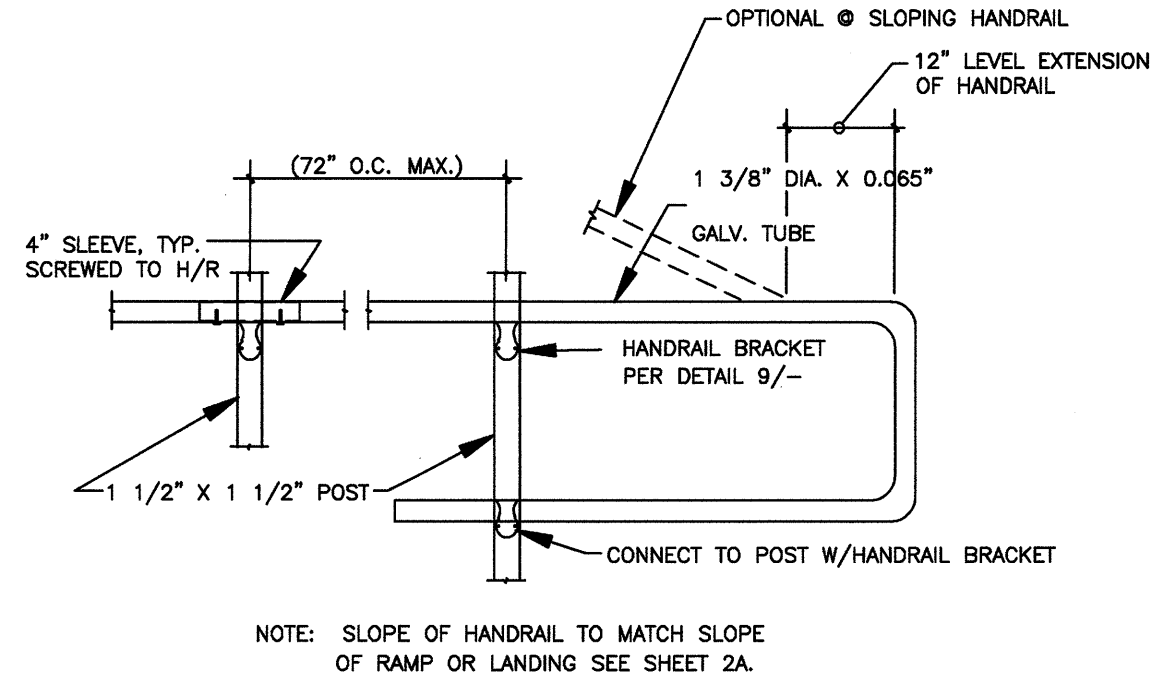 OPTIONAL @ SLOPING HANDRAIL
12" LEVEL EXTENSION
OF HANDRAIL
(72" O.C. MAX.)
1 3/8" DIA. X 0.065"
GALV. TUBE
4" SLEEVE, TYP.
SCREWED TO H/R
HANDRAIL BRACKET
PER DETAIL 9/–
1 1/2" X 1 1/2" POST
CONNECT TO POST W/HANDRAIL BRACKET
NOTE: SLOPE OF HANDRAIL TO MATCH SLOPE
OF RAMP OR LANDING SEE SHEET 2A.